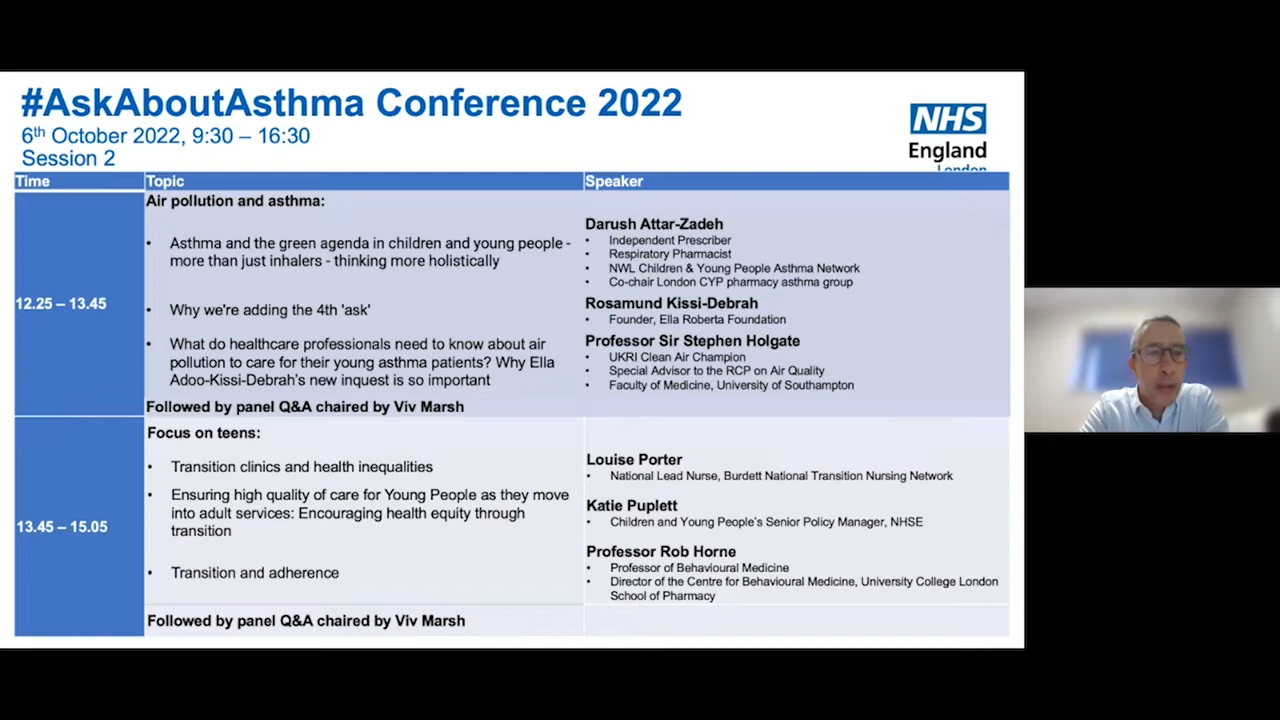 #AskAboutAsthma Conference 2022
6th October 2022, 9:30 – 16:30
Session 2
NHS
England
London
Time Topic Speaker
12.25 – 13.45
Air pollution and asthma:
• Asthma and the green agenda in children and young people -
more than just inhalers - thinking more holistically
• Why we're adding the 4th 'ask'
• What do healthcare professionals need to know about air
pollution to care for their young asthma patients? Why Ella
Adoo-Kissi-Debrah's new inquest is so important
Followed by panel Q&A chaired by Viv Marsh
Darush Attar-Zadeh
• Independent Prescriber
• Respiratory Pharmacist
• NWL Children & Young People Asthma Network
• Co-chair London CYP pharmacy asthma group
Rosamund Kissi-Debrah
• Founder, Ella Roberta Foundation
Professor Sir Stephen Holgate
• UKRI Clean Air Champion
• Special Advisor to the RCP on Air Quality
• Faculty of Medicine, University of Southampton
13.45 – 15.05
Focus on teens:
• Transition clinics and health inequalities
• Ensuring high quality of care for Young People as they move
into adult services: Encouraging health equity through
transition
• Transition and adherence
Followed by panel Q&A chaired by Viv Marsh
Louise Porter
• National Lead Nurse, Burdett National Transition Nursing Network
Katie Puplett
• Children and Young People's Senior Policy Manager, NHSE
Professor Rob Horne
• Professor of Behavioural Medicine
• Director of the Centre for Behavioural Medicine, University College London
School of Pharmacy